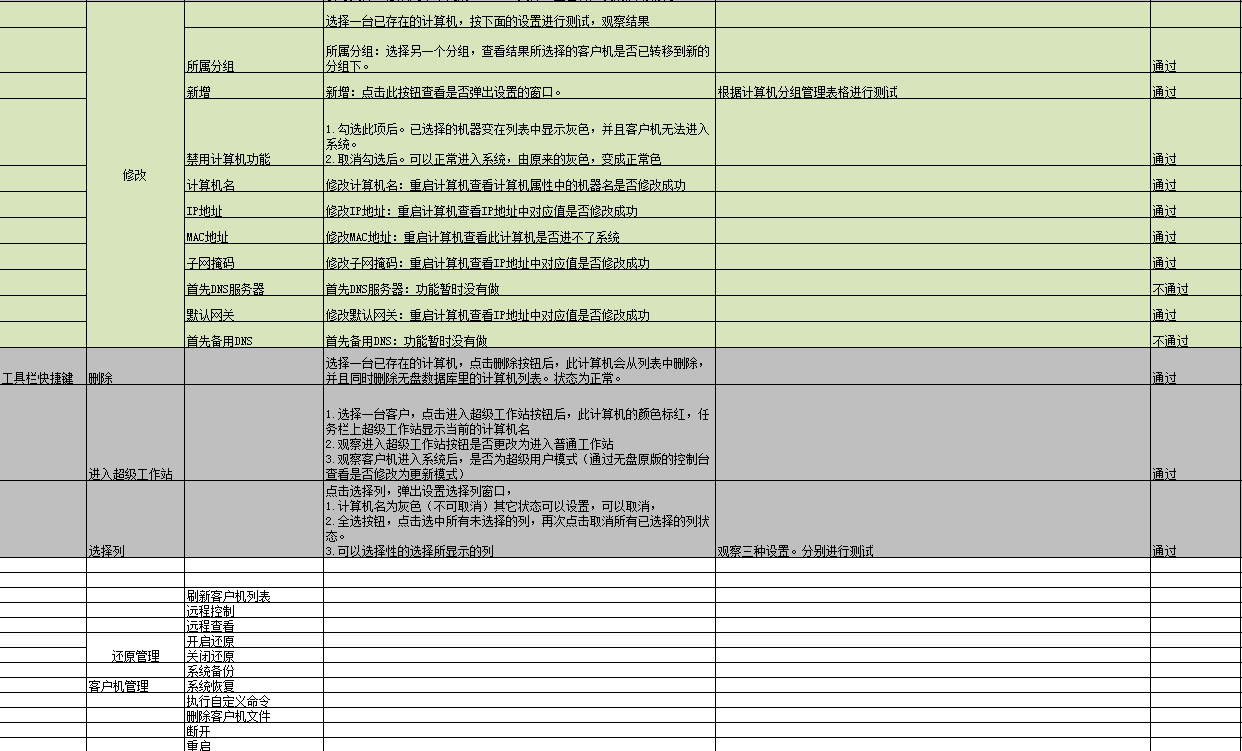 选择一台已存在的计算机，按下面的设置进行测试，观察结果
所属分组：选择另一个分组，查看结果所选择的客户机是否已转移到新的
所属分组
分组下。
通过
新增
新增：点击此按钮查看是否弹出设置的窗口。
根据计算机分组管理表格进行测试
通过
1.勾选此项后。已选择的机器变在列表中显示灰色，并且客户机无法进入
系统。
禁用计算机功能
2.取消勾选后。可以正常进入系统，由原来的灰色，变成正常色
通过
修改
计算机名
修改计算机名：重启计算机查看计算机属性中的机器名是否修改成功
通过
IP地址
修改IP地址：重启计算机查看IP地址中对应值是否修改成功
通过
MAC地址
修改MAC地址：重启计算机查看此计算机是否进不了系统
通过
子网掩码
修改子网掩码：重启计算机查看IP地址中对应值是否修改成功
通过
首先DNS服务器
首先DNS服务器：功能暂时没有做
不通过
默认网关
修改默认网关：重启计算机查看IP地址中对应值是否修改成功
通过
首先备用DNS
首先备用DNS：功能暂时没有做
不通过
选择一台已存在的计算机，点击删除按钮后，此计算机会从列表中删除，
工具栏快捷键
删除
并且同时删除无盘数据库里的计算机列表。状态为正常。
通过
1.选择一台客户，点击进入超级工作站按钮后，此计算机的颜色标红，任
务栏上超级工作站显示当前的计算机名
2.观察进入超级工作站按钮是否更改为进入普通工作站
3.观察客户机进入系统后，是否为超级用户模式（通过无盘原版的控制台
进入超级工作站
查看是否修改为更新模式）
通过
点击选择列，弹出设置选择列窗口，
1.计算机名为灰色（不可取消）其它状态可以设置，可以取消，
2.全选按钮，点击选中所有未选择的列，再次点击取消所有已选择的列状
态。
选择列
3.可以选择性的选择所显示的列
观察三种设置。分别进行测试
通过
刷新客户机列表
远程控制
远程查看
开启还原
还原管理
关闭还原
系统备份
客户机管理
系统恢复
执行自定义命令
删除客户机文件
断开
重启